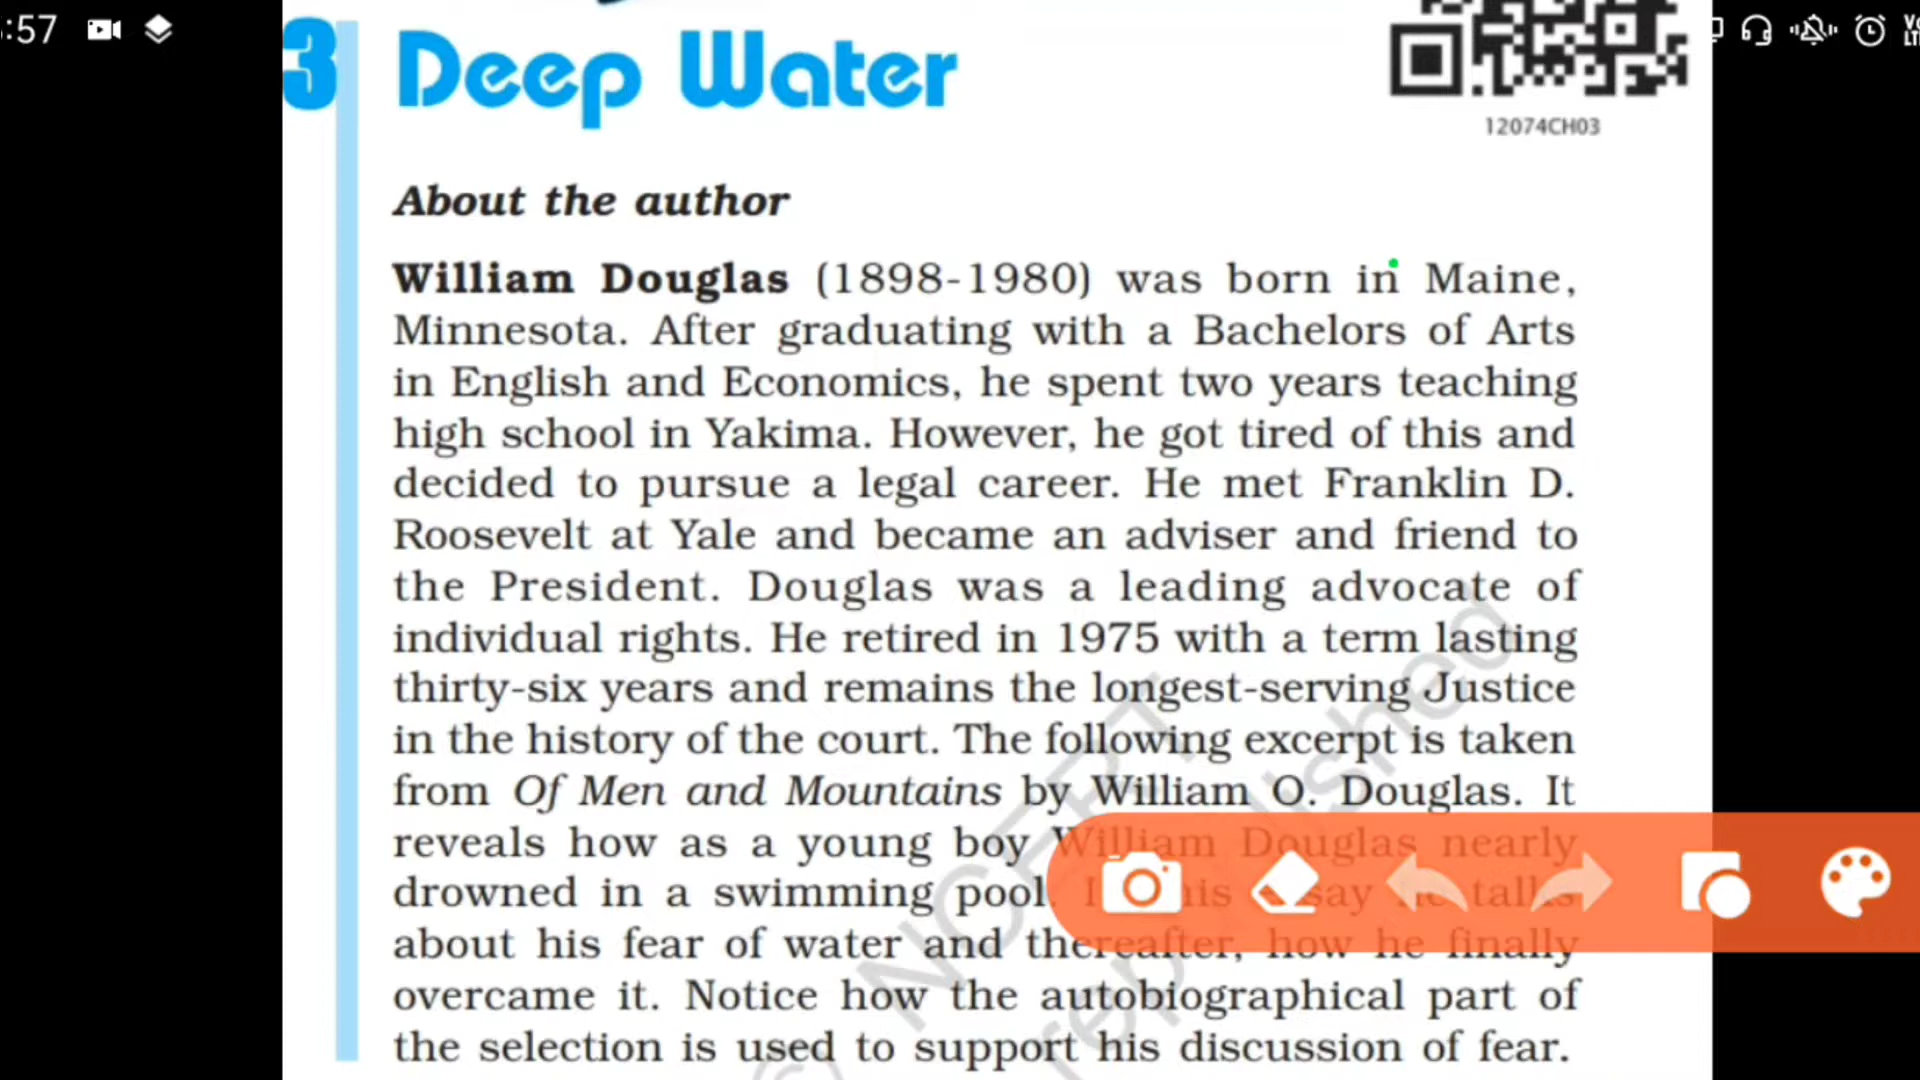 :57
3 Deep Water
12074CH03
About the author
William Douglas (1898-1980) was born in Maine,
Minnesota. After graduating with a Bachelors of Arts
in English and Economics, he spent two years teaching
high school in Yakima. However, he got tired of this and
decided to pursue a legal career. He met Franklin D.
Roosevelt at Yale and became an adviser and friend to
the President. Douglas was a leading advocate of
individual rights. He retired in 1975 with a term lasting
thirty-six years and remains the longest-serving Justice
in the history of the court. The following excerpt is taken
from Of Men and Mountains by William O. Douglas. It
reveals how as a young boy William Douglas nearly
drowned in a swimming pool. talks
about his fear of water and thereafter, how he finally
overcame it. Notice how the autobiographical part of
the selection is used to support his discussion of fear.
© NCERT
republished